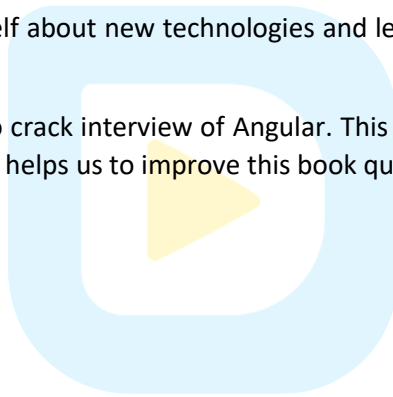 elf about new technologies and le
o crack interview of Angular. This
helps us to improve this book qu